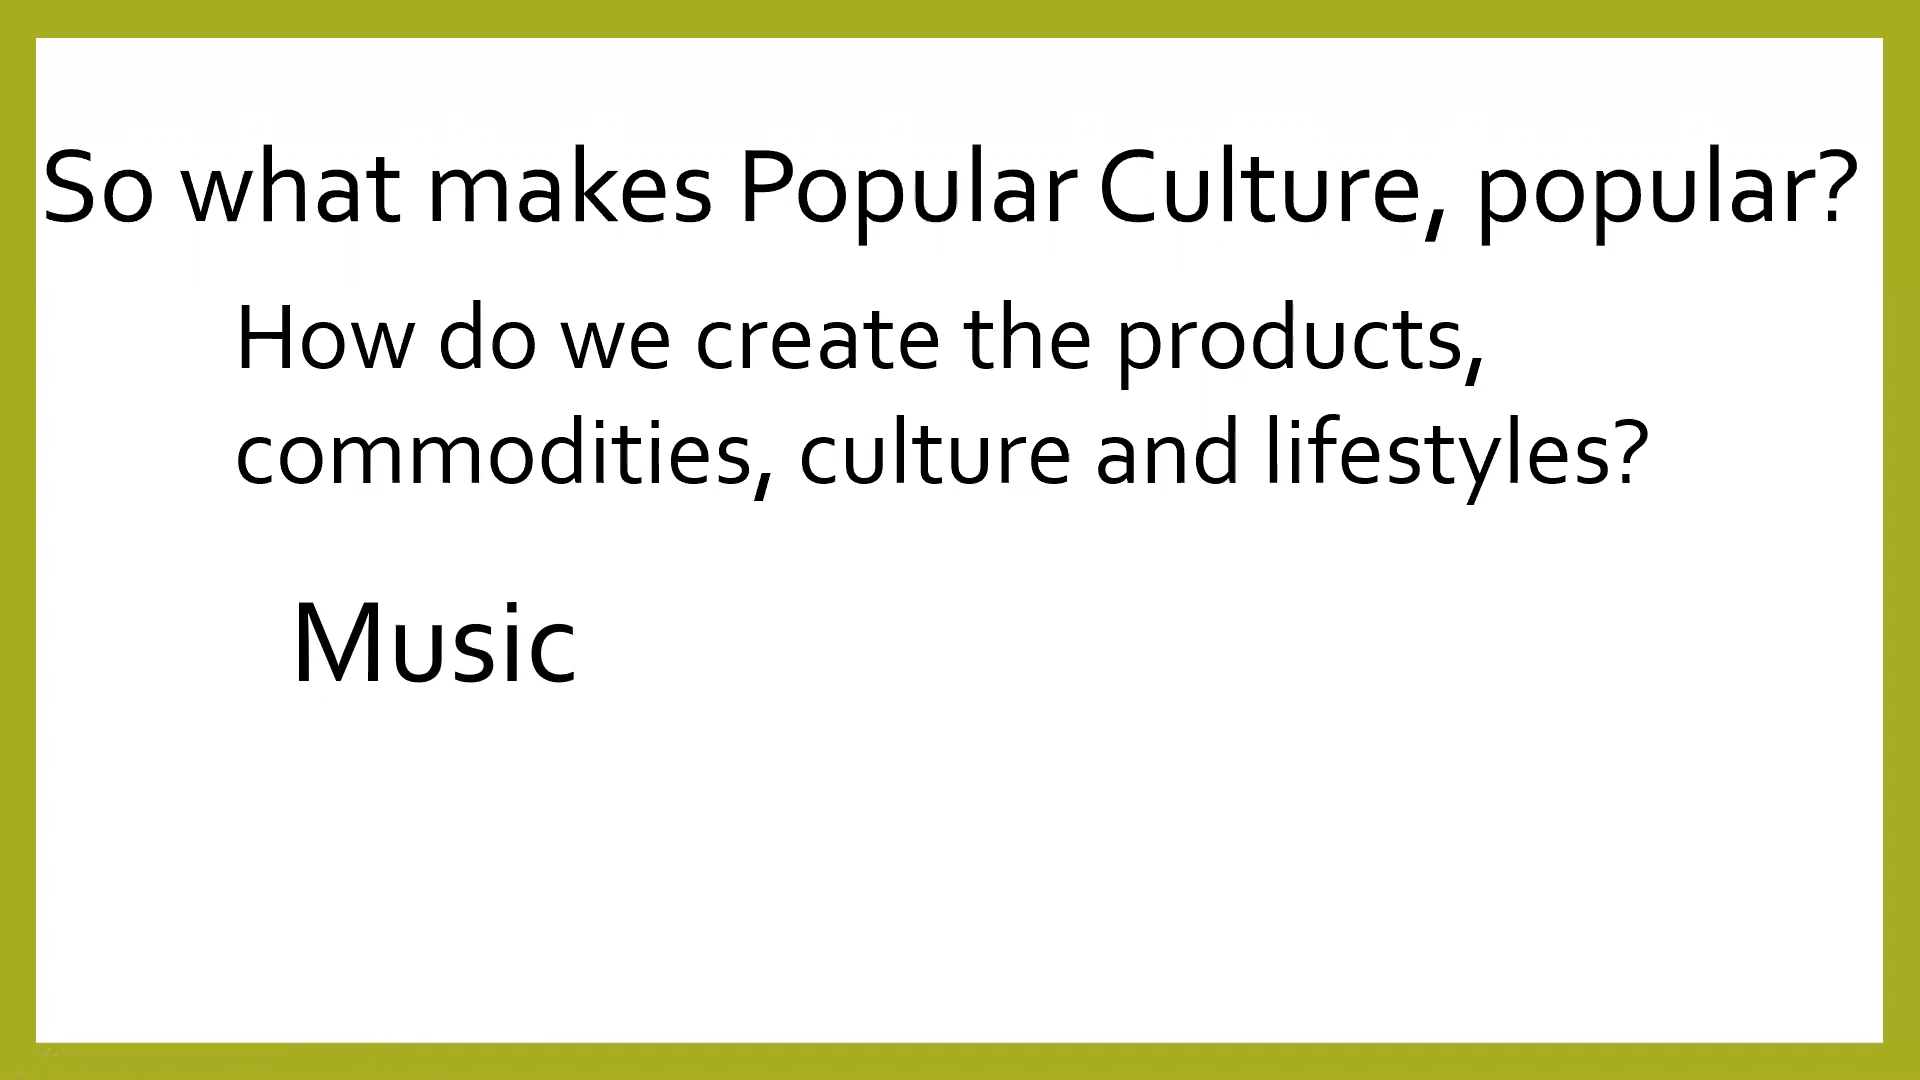 So what makes Popular Culture, popular?
How do we create the products,
commodities, culture and lifestyles?
Music